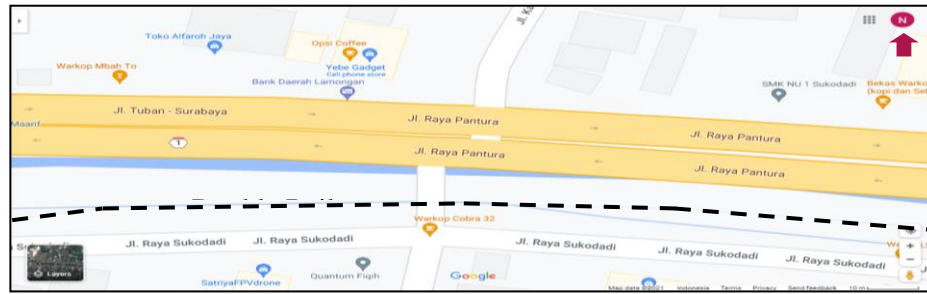 N
Toko Alfaroh Jaya
Opsi Coffee
Warkop Mbah To
Yebe Gadget
Cell phone store
Bank Daerah Lamongan
SMK NU 1 Sukodadi
Bekas Warko
(kopi dan Se
Jl. Tuban - Surabaya
Jl. Raya Pantura
Jl. Raya Pantura
Maarif
1
Jl. Raya Pantura
Jl. Raya Pantura
Warkop Cobra 32
Jl. Raya Sukodadi
Jl. Raya Sukodadi
Jl. Raya Sukodadi
Jl. Raya Sukodadi
Jl. Raya Sukodadi
Layers
SatriyaFPVdrone
Quantum Fiqih
Google
Map data ©2021
Indonesia
Terms
Privacy
Send feedback
10 m